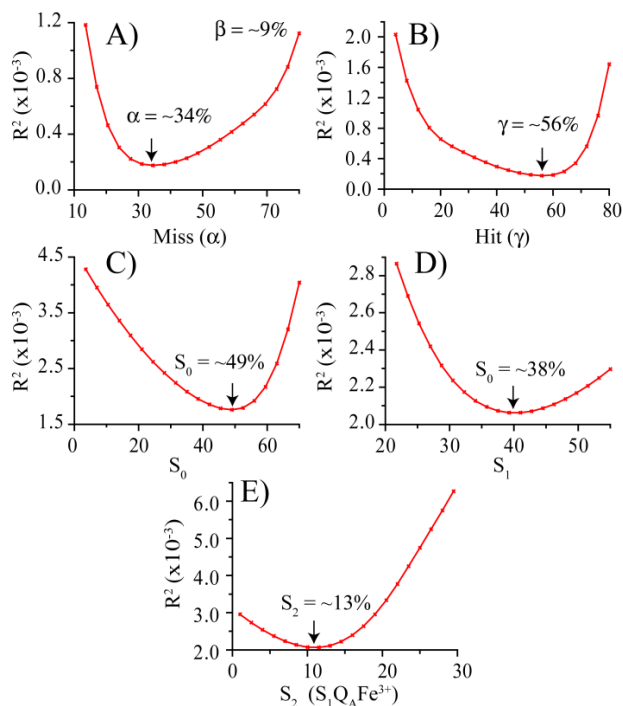 A)
β = ~9%
α = ~34%
R² (x10⁻³)
1.2
0.8
0.4
0.0
10 30 50 70
Miss (α)
B)
γ = ~56%
R² (x10⁻³)
2.0
1.6
1.2
0.8
0.4
0.0
0 20 40 60 80
Hit (γ)
C)
S₀ = ~49%
R² (x10⁻³)
4.5
3.5
2.5
1.5
0 20 40 60
S₀
D)
S₀ = ~38%
R² (x10⁻³)
2.8
2.6
2.4
2.2
2.0
20 30 40 50
S₁
E)
S₂ = ~13%
R² (x10⁻³)
6.0
5.0
4.0
3.0
2.0
0 10 20 30
S₂ (S₁Q_AFe³⁺)